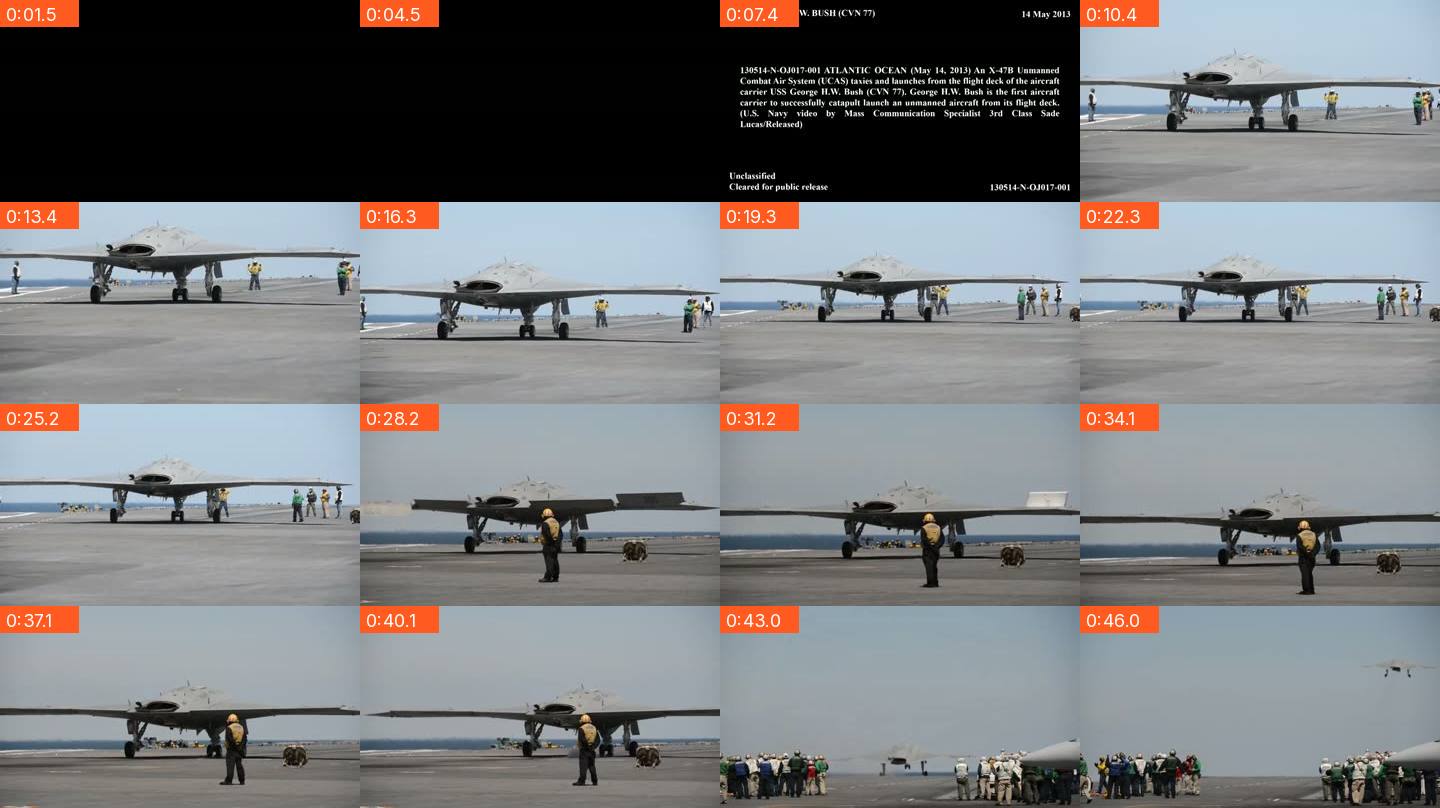 0:01.5
0:04.5
0:07.4
W. BUSH (CVN 77)
14 May 2013
130514-N-OJ017-001 ATLANTIC OCEAN (May 14, 2013) An X-47B Unmanned
Combat Air System (UCAS) taxies and launches from the flight deck of the aircraft
carrier USS George H.W. Bush (CVN 77). George H.W. Bush is the first aircraft
carrier to successfully catapult launch an unmanned aircraft from its flight deck.
(U.S. Navy video by Mass Communication Specialist 3rd Class Sade
Lucas/Released)
Unclassified
Cleared for public release
130514-N-OJ017-001
0:10.4
0:13.4
0:16.3
0:19.3
0:22.3
0:25.2
0:28.2
0:31.2
0:34.1
0:37.1
0:40.1
0:43.0
0:46.0